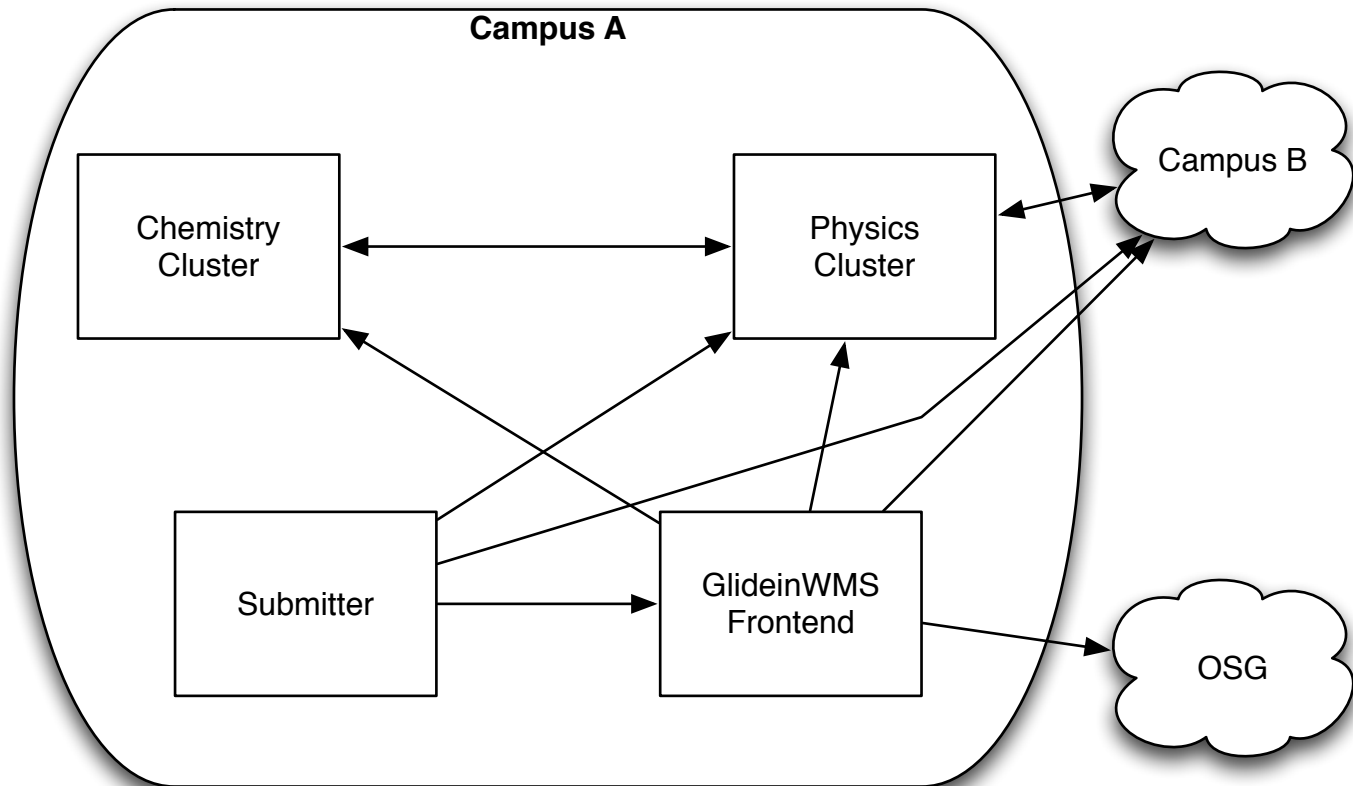 Campus A
Chemistry
Cluster
Physics
Cluster
Campus B
Submitter
GlideinWMS
Frontend
OSG